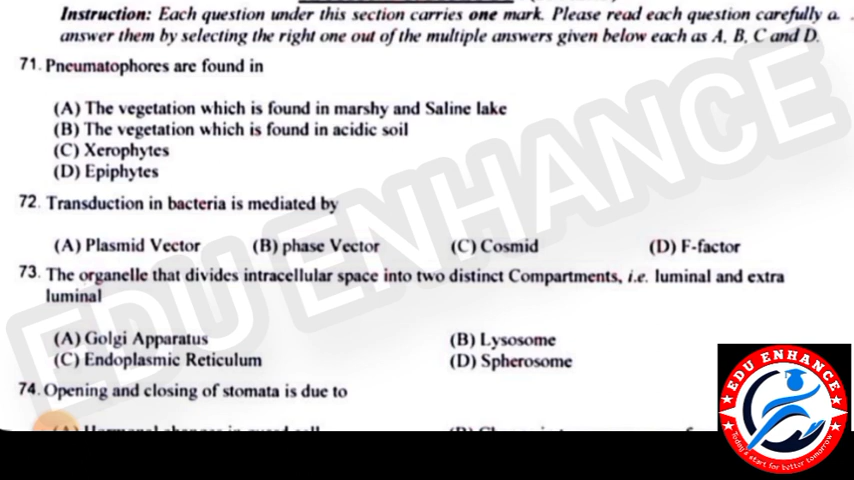 Instruction: Each question under this section carries one mark. Please read each question carefully a
answer them by selecting the right one out of the multiple answers given below each as A, B, C and D.
71. Pneumatophores are found in
(A) The vegetation which is found in marshy and Saline lake
(B) The vegetation which is found in acidic soil
(C) Xerophytes
(D) Epiphytes
72. Transduction in bacteria is mediated by
(A) Plasmid Vector (B) phase Vector (C) Cosmid (D) F-factor
73. The organelle that divides intracellular space into two distinct Compartments, i.e. luminal and extra
luminal
(A) Golgi Apparatus (B) Lysosome
(C) Endoplasmic Reticulum (D) Spherosome
74. Opening and closing of stomata is due to
EDU ENHANCE
EDU ENHANCE
Today's start for better tomorrow